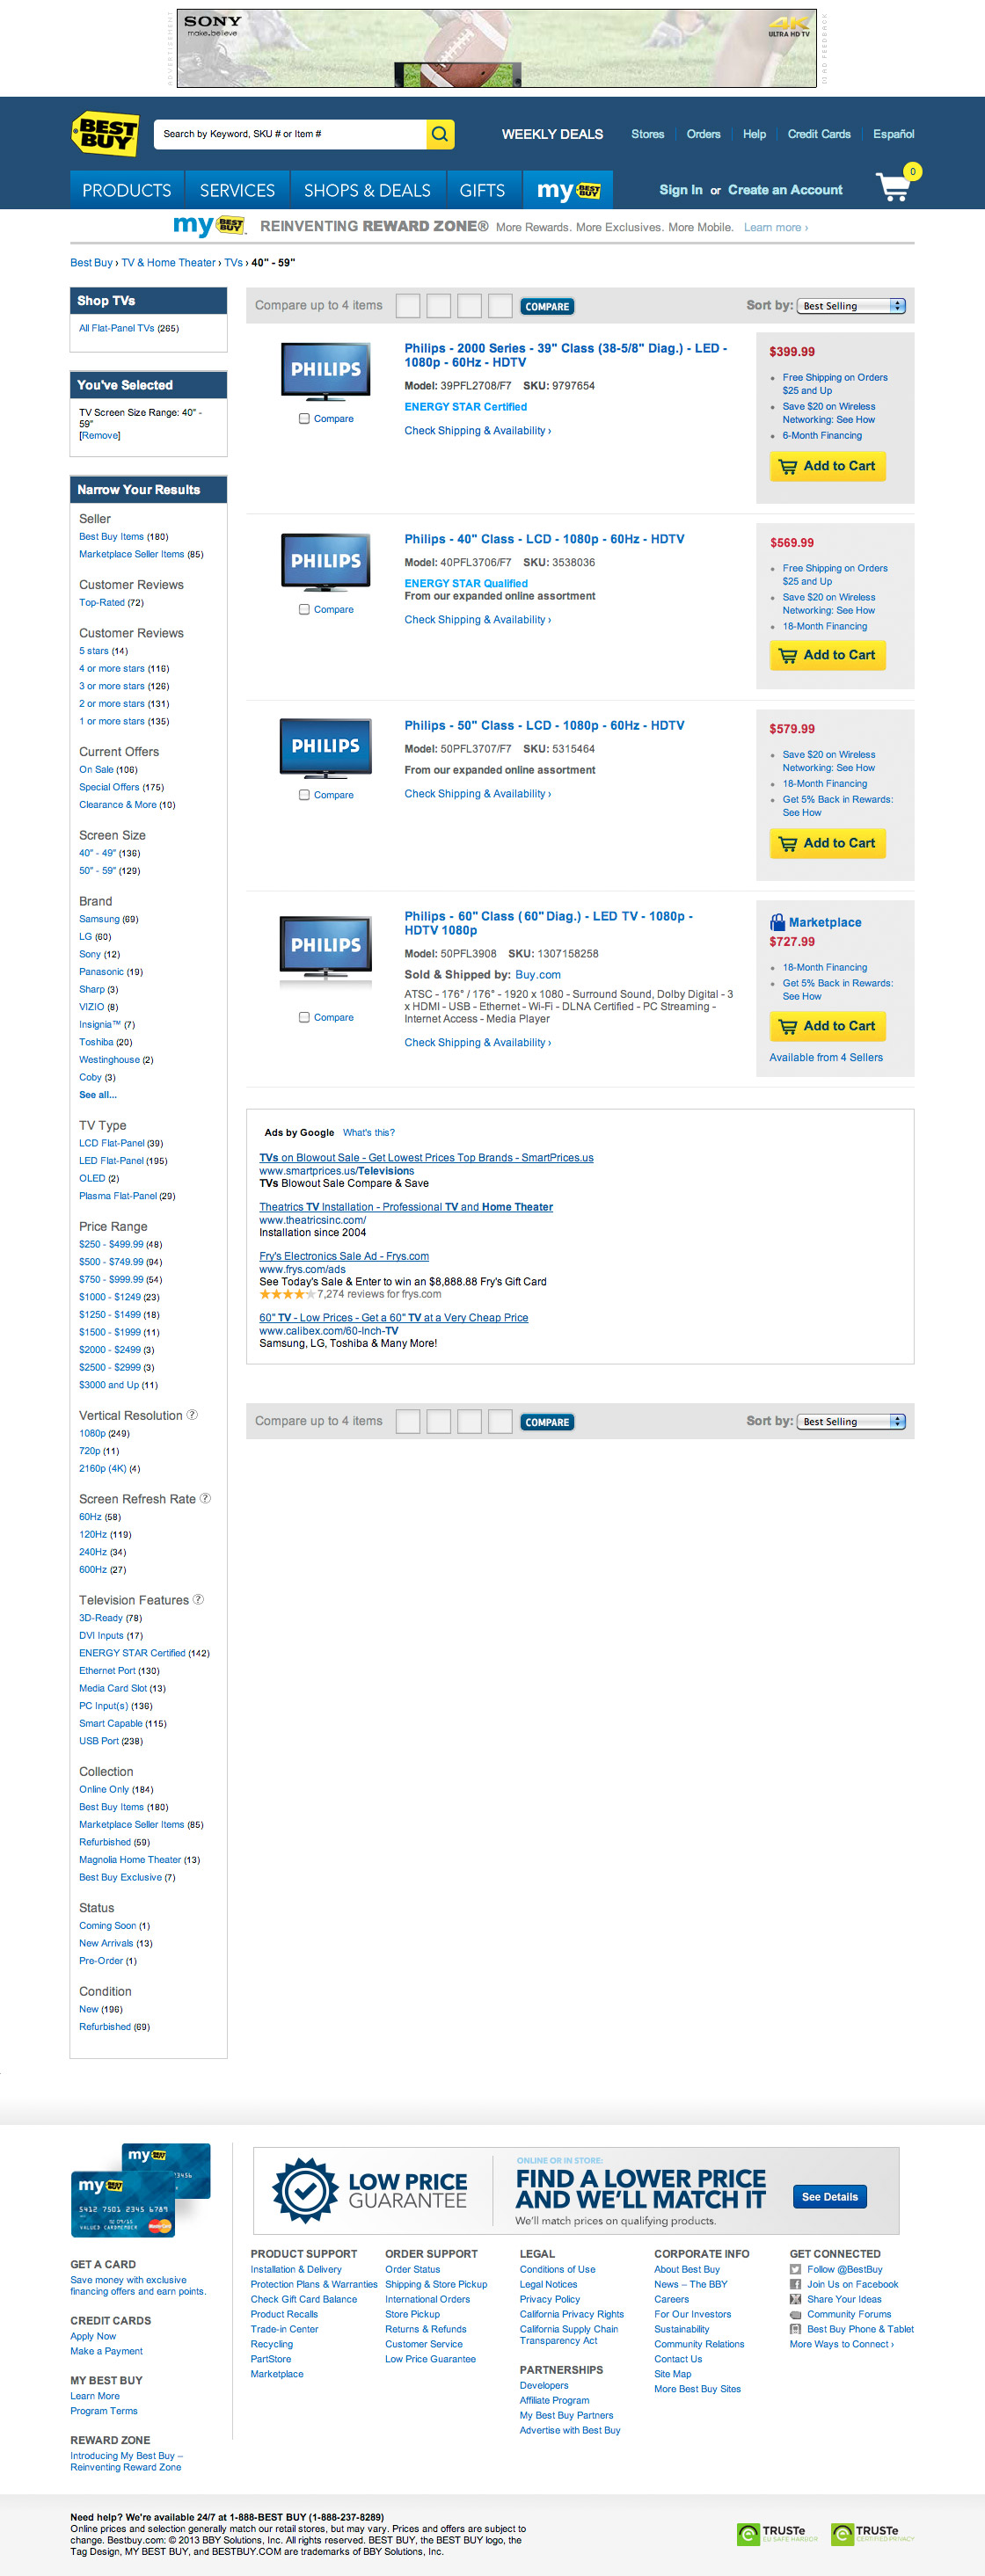 ADVERTISEMENT
SONY
make.believe
4K
ULTRA HD TV
AD FEEDBACK
BEST BUY
Search by Keyword, SKU # or Item #
WEEKLY DEALS Stores Orders Help Credit Cards Español
PRODUCTS SERVICES SHOPS & DEALS GIFTS my BEST BUY
Sign In or Create an Account
0
my BEST BUY REINVENTING REWARD ZONE® More Rewards. More Exclusives. More Mobile. Learn more ›
Best Buy › TV & Home Theater › TVs › 40" - 59"
Shop TVs
All Flat-Panel TVs (265)
You've Selected
TV Screen Size Range: 40" -
59"
[Remove]
Narrow Your Results
Seller
Best Buy Items (180)
Marketplace Seller Items (85)
Customer Reviews
Top-Rated (72)
Customer Reviews
5 stars (14)
4 or more stars (116)
3 or more stars (126)
2 or more stars (131)
1 or more stars (135)
Current Offers
On Sale (106)
Special Offers (175)
Clearance & More (10)
Screen Size
40" - 49" (136)
50" - 59" (129)
Brand
Samsung (69)
LG (60)
Sony (12)
Panasonic (19)
Sharp (3)
VIZIO (8)
Insignia™ (7)
Toshiba (20)
Westinghouse (2)
Coby (3)
See all...
TV Type
LCD Flat-Panel (39)
LED Flat-Panel (195)
OLED (2)
Plasma Flat-Panel (29)
Price Range
$250 - $499.99 (48)
$500 - $749.99 (94)
$750 - $999.99 (54)
$1000 - $1249 (23)
$1250 - $1499 (18)
$1500 - $1999 (11)
$2000 - $2499 (3)
$2500 - $2999 (3)
$3000 and Up (11)
Vertical Resolution ?
1080p (249)
720p (11)
2160p (4K) (4)
Screen Refresh Rate ?
60Hz (58)
120Hz (119)
240Hz (34)
600Hz (27)
Television Features ?
3D-Ready (78)
DVI Inputs (17)
ENERGY STAR Certified (142)
Ethernet Port (130)
Media Card Slot (13)
PC Input(s) (136)
Smart Capable (115)
USB Port (238)
Collection
Online Only (184)
Best Buy Items (180)
Marketplace Seller Items (85)
Refurbished (59)
Magnolia Home Theater (13)
Best Buy Exclusive (7)
Status
Coming Soon (1)
New Arrivals (13)
Pre-Order (1)
Condition
New (196)
Refurbished (69)
Compare up to 4 items COMPARE Sort by: Best Selling
PHILIPS
Compare
Philips - 2000 Series - 39" Class (38-5/8" Diag.) - LED -
1080p - 60Hz - HDTV
Model: 39PFL2708/F7 SKU: 9797654
ENERGY STAR Certified
Check Shipping & Availability ›
$399.99
Free Shipping on Orders
$25 and Up
Save $20 on Wireless
Networking: See How
6-Month Financing
Add to Cart
PHILIPS
Compare
Philips - 40" Class - LCD - 1080p - 60Hz - HDTV
Model: 40PFL3706/F7 SKU: 3538036
ENERGY STAR Qualified
From our expanded online assortment
Check Shipping & Availability ›
$569.99
Free Shipping on Orders
$25 and Up
Save $20 on Wireless
Networking: See How
18-Month Financing
Add to Cart
PHILIPS
Compare
Philips - 50" Class - LCD - 1080p - 60Hz - HDTV
Model: 50PFL3707/F7 SKU: 5315464
From our expanded online assortment
Check Shipping & Availability ›
$579.99
Save $20 on Wireless
Networking: See How
18-Month Financing
Get 5% Back in Rewards:
See How
Add to Cart
PHILIPS
Compare
Philips - 60" Class (60" Diag.) - LED TV - 1080p -
HDTV 1080p
Model: 50PFL3908 SKU: 1307158258
Sold & Shipped by: Buy.com
ATSC - 176° / 176° - 1920 x 1080 - Surround Sound, Dolby Digital - 3
x HDMI - USB - Ethernet - Wi-Fi - DLNA Certified - PC Streaming -
Internet Access - Media Player
Check Shipping & Availability ›
Marketplace
$727.99
18-Month Financing
Get 5% Back in Rewards:
See How
Add to Cart
Available from 4 Sellers
Ads by Google What's this?
TVs on Blowout Sale - Get Lowest Prices Top Brands - SmartPrices.us
www.smartprices.us/Televisions
TVs Blowout Sale Compare & Save
Theatrics TV Installation - Professional TV and Home Theater
www.theatricsinc.com/
Installation since 2004
Fry's Electronics Sale Ad - Frys.com
www.frys.com/ads
See Today's Sale & Enter to win an $8,888.88 Fry's Gift Card
7,274 reviews for frys.com
60" TV - Low Prices - Get a 60" TV at a Very Cheap Price
www.calibex.com/60-Inch-TV
Samsung, LG, Toshiba & Many More!
Compare up to 4 items COMPARE Sort by: Best Selling
my BEST BUY
my BEST BUY
5412 7501 2345 6789
VALUED CARDMEMBER
GET A CARD
Save money with exclusive
financing offers and earn points.
CREDIT CARDS
Apply Now
Make a Payment
MY BEST BUY
Learn More
Program Terms
REWARD ZONE
Introducing My Best Buy –
Reinventing Reward Zone
LOW PRICE
GUARANTEE
ONLINE OR IN STORE:
FIND A LOWER PRICE
AND WE'LL MATCH IT
We'll match prices on qualifying products.
See Details
PRODUCT SUPPORT
Installation & Delivery
Protection Plans & Warranties
Check Gift Card Balance
Product Recalls
Trade-in Center
Recycling
PartStore
Marketplace
ORDER SUPPORT
Order Status
Shipping & Store Pickup
International Orders
Store Pickup
Returns & Refunds
Customer Service
Low Price Guarantee
LEGAL
Conditions of Use
Legal Notices
Privacy Policy
California Privacy Rights
California Supply Chain
Transparency Act
PARTNERSHIPS
Developers
Affiliate Program
My Best Buy Partners
Advertise with Best Buy
CORPORATE INFO
About Best Buy
News – The BBY
Careers
For Our Investors
Sustainability
Community Relations
Contact Us
Site Map
More Best Buy Sites
GET CONNECTED
Follow @BestBuy
Join Us on Facebook
Share Your Ideas
Community Forums
Best Buy Phone & Tablet
More Ways to Connect ›
Need help? We're available 24/7 at 1-888-BEST BUY (1-888-237-8289)
Online prices and selection generally match our retail stores, but may vary. Prices and offers are subject to
change. Bestbuy.com: © 2013 BBY Solutions, Inc. All rights reserved. BEST BUY, the BEST BUY logo, the
Tag Design, MY BEST BUY, and BESTBUY.COM are trademarks of BBY Solutions, Inc.
TRUSTe
EU SAFE HARBOR
TRUSTe
CERTIFIED PRIVACY